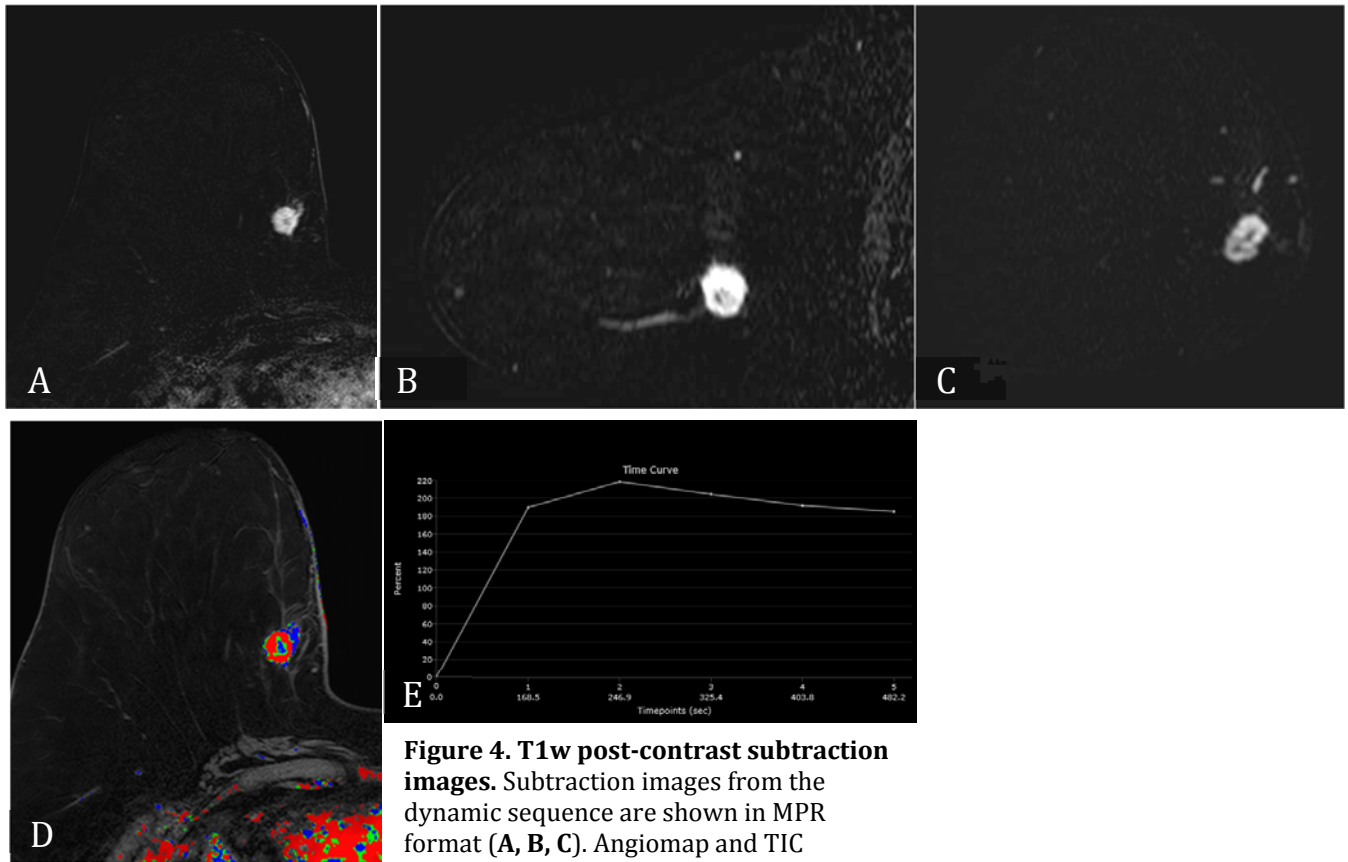 A
B
C
D
Time Curve
Percent
220
200
180
160
140
120
100
80
60
40
20
0
0 1 2 3 4 5
0.0 168.5 246.9 325.4 403.8 482.2
Timepoints (sec)
E
Figure 4. T1w post-contrast subtraction
images. Subtraction images from the
dynamic sequence are shown in MPR
format (A, B, C). Angiomap and TIC